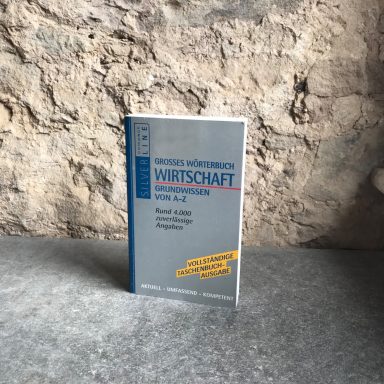 SILVER
LINE
GROSSES WÖRTERBUCH
WIRTSCHAFT
GRUNDWISSEN
VON A-Z
Rund 4.000
zuverlässige
Angaben
VOLLSTÄNDIGE
TASCHENBUCH-
AUSGABE
AKTUELL – UMFASSEND – KOMPETENT